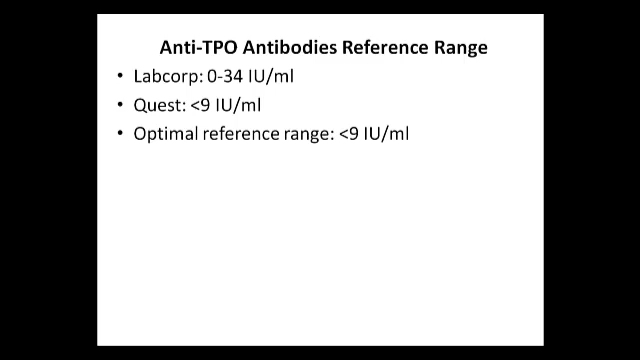 Anti-TPO Antibodies Reference Range
• Labcorp: 0-34 IU/ml
• Quest: <9 IU/ml
• Optimal reference range: <9 IU/ml